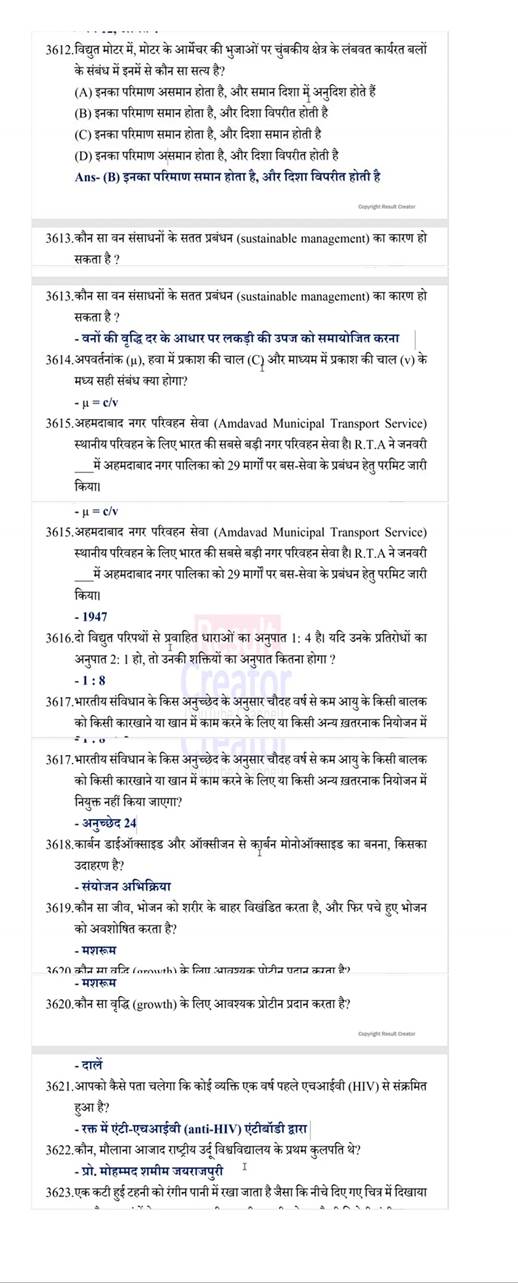 3612.विद्युत मोटर में, मोटर के आर्मेचर की भुजाओं पर चुंबकीय क्षेत्र के लंबवत कार्यरत बलों
के संबंध में इनमें से कौन सा सत्य है?
(A) इनका परिमाण असमान होता है, और समान दिशा में अनुदिश होते हैं
(B) इनका परिमाण समान होता है, और दिशा विपरीत होती है
(C) इनका परिमाण समान होता है, और दिशा समान होती है
(D) इनका परिमाण असमान होता है, और दिशा विपरीत होती है
Ans- (B) इनका परिमाण समान होता है, और दिशा विपरीत होती है
Copyright Result Creator
3613.कौन सा वन संसाधनों के सतत प्रबंधन (sustainable management) का कारण हो
सकता है ?
3613.कौन सा वन संसाधनों के सतत प्रबंधन (sustainable management) का कारण हो
सकता है ?
- वनों की वृद्धि दर के आधार पर लकड़ी की उपज को समायोजित करना
3614.अपवर्तनांक (μ), हवा में प्रकाश की चाल (C) और माध्यम में प्रकाश की चाल (v) के
मध्य सही संबंध क्या होगा?
- μ = c/v
3615.अहमदाबाद नगर परिवहन सेवा (Amdavad Municipal Transport Service)
स्थानीय परिवहन के लिए भारत की सबसे बड़ी नगर परिवहन सेवा है। R.T.A ने जनवरी
___में अहमदाबाद नगर पालिका को 29 मार्गों पर बस-सेवा के प्रबंधन हेतु परमिट जारी
किया।
- μ = c/v
3615.अहमदाबाद नगर परिवहन सेवा (Amdavad Municipal Transport Service)
स्थानीय परिवहन के लिए भारत की सबसे बड़ी नगर परिवहन सेवा है। R.T.A ने जनवरी
___में अहमदाबाद नगर पालिका को 29 मार्गों पर बस-सेवा के प्रबंधन हेतु परमिट जारी
किया।
- 1947
3616.दो विद्युत परिपथों से प्रवाहित धाराओं का अनुपात 1: 4 है। यदि उनके प्रतिरोधों का
अनुपात 2: 1 हो, तो उनकी शक्तियों का अनुपात कितना होगा ?
- 1 : 8
Result
Creator
3617.भारतीय संविधान के किस अनुच्छेद के अनुसार चौदह वर्ष से कम आयु के किसी बालक
को किसी कारखाने या खान में काम करने के लिए या किसी अन्य ख़तरनाक नियोजन में
3617.भारतीय संविधान के किस अनुच्छेद के अनुसार चौदह वर्ष से कम आयु के किसी बालक
को किसी कारखाने या खान में काम करने के लिए या किसी अन्य ख़तरनाक नियोजन में
नियुक्त नहीं किया जाएगा?
- अनुच्छेद 24
3618.कार्बन डाईऑक्साइड और ऑक्सीजन से कार्बन मोनोऑक्साइड का बनना, किसका
उदाहरण है?
- संयोजन अभिक्रिया
3619.कौन सा जीव, भोजन को शरीर के बाहर विखंडित करता है, और फिर पचे हुए भोजन
को अवशोषित करता है?
- मशरूम
3620.कौन सा वृद्धि (growth) के लिए आवश्यक प्रोटीन प्रदान करता है?
- मशरूम
3620.कौन सा वृद्धि (growth) के लिए आवश्यक प्रोटीन प्रदान करता है?
Copyright Result Creator
- दालें
3621.आपको कैसे पता चलेगा कि कोई व्यक्ति एक वर्ष पहले एचआईवी (HIV) से संक्रमित
हुआ है?
- रक्त में एंटी-एचआईवी (anti-HIV) एंटीबॉडी द्वारा
3622.कौन, मौलाना आजाद राष्ट्रीय उर्दू विश्वविद्यालय के प्रथम कुलपति थे?
- प्रो. मोहम्मद शमीम जयराजपुरी
3623.एक कटी हुई टहनी को रंगीन पानी में रखा जाता है जैसा कि नीचे दिए गए चित्र में दिखाया